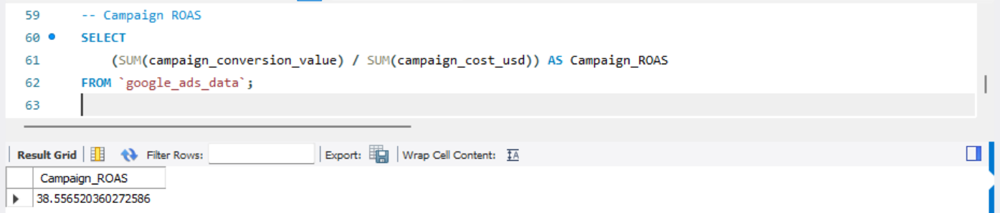 59 -- Campaign ROAS
60 SELECT
61 (SUM(campaign_conversion_value) / SUM(campaign_cost_usd)) AS Campaign_ROAS
62 FROM `google_ads_data`;
63
Result Grid Filter Rows: Export: Wrap Cell Content: IA
Campaign_ROAS
38.556520360272586